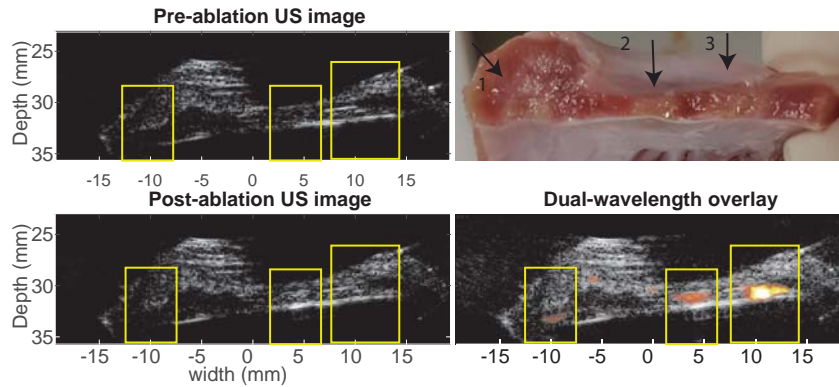 Pre-ablation US image
25
30
35
Depth (mm)
-15 -10 -5 0 5 10 15
1
2
3
Post-ablation US image
25
30
35
Depth (mm)
-15 -10 -5 0 5 10 15
width (mm)
Dual-wavelength overlay
-15 -10 -5 0 5 10 15